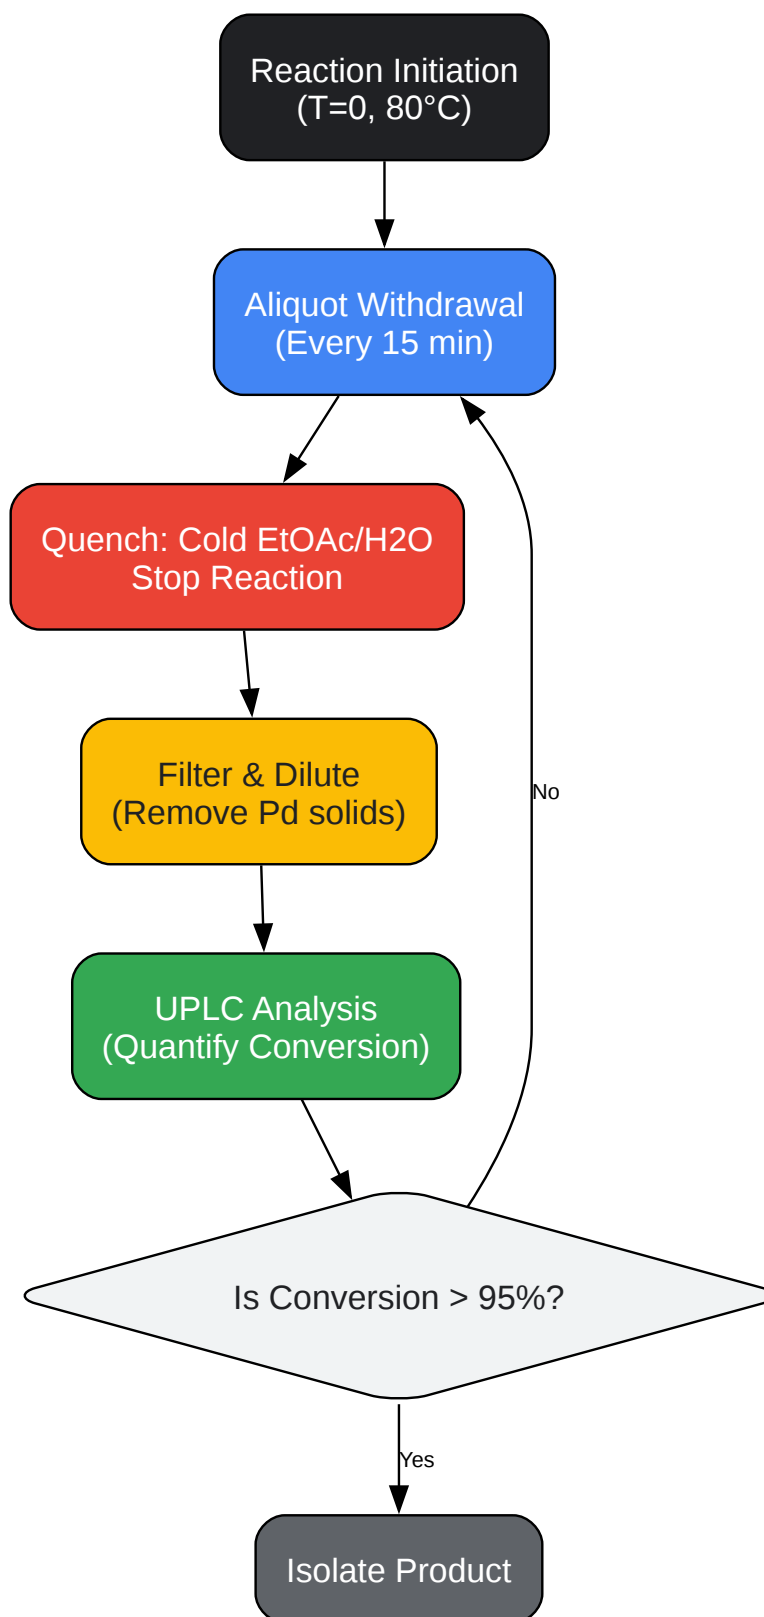 Reaction Initiation
(T=0, 80°C)
Aliquot Withdrawal
(Every 15 min)
Quench: Cold EtOAc/H2O
Stop Reaction
Filter & Dilute
(Remove Pd solids)
No
UPLC Analysis
(Quantify Conversion)
Is Conversion > 95%?
Yes
Isolate Product